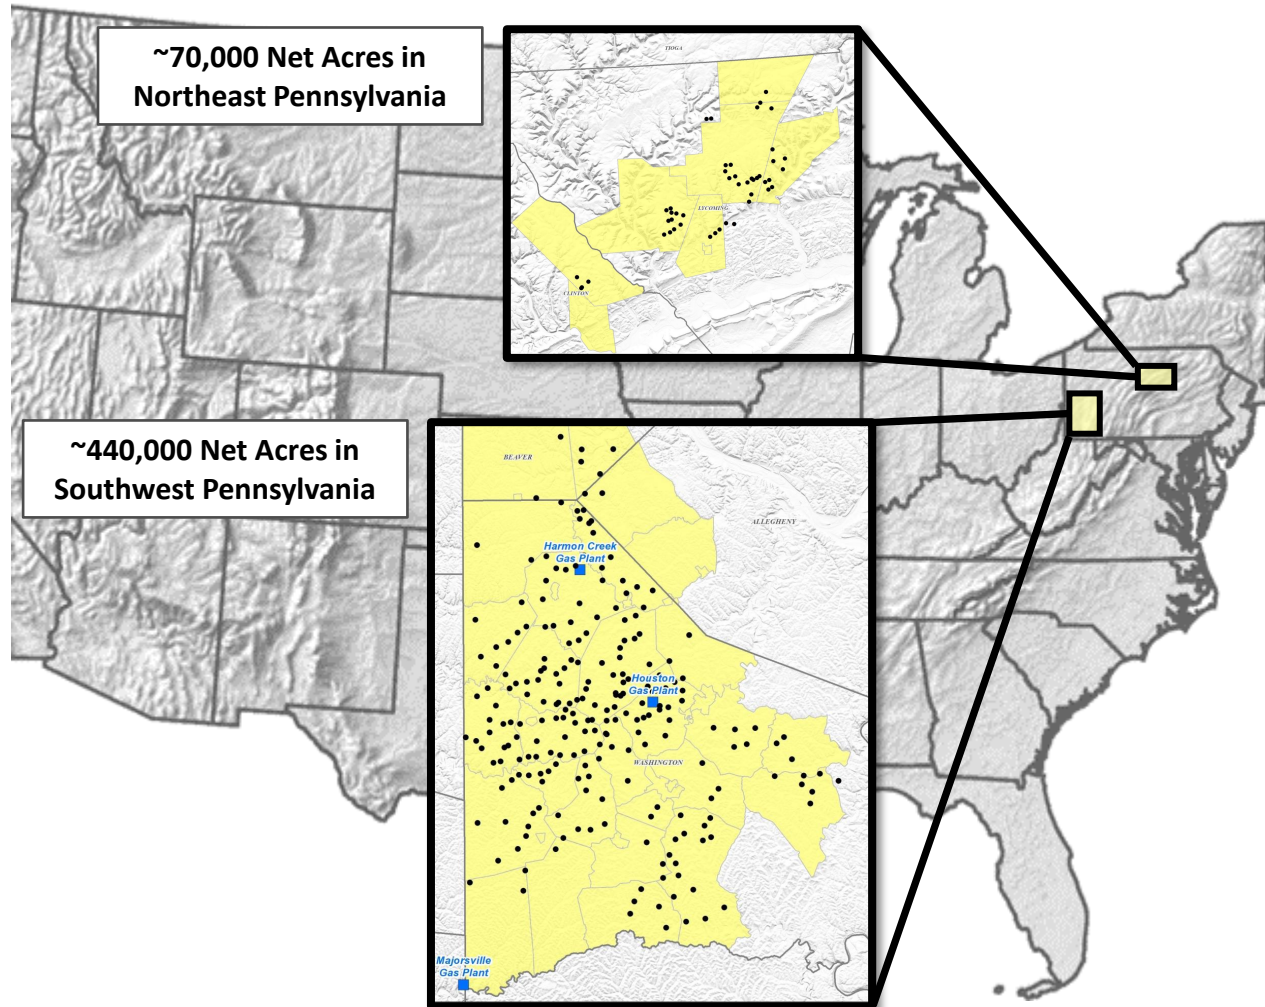 ~70,000 Net Acres in
Northeast Pennsylvania
TIOGA
LYCOMING
CLINTON
~440,000 Net Acres in
Southwest Pennsylvania
BEAVER
ALLEGHENY
Harmon Creek
Gas Plant
Houston
Gas Plant
WASHINGTON
Majorsville
Gas Plant